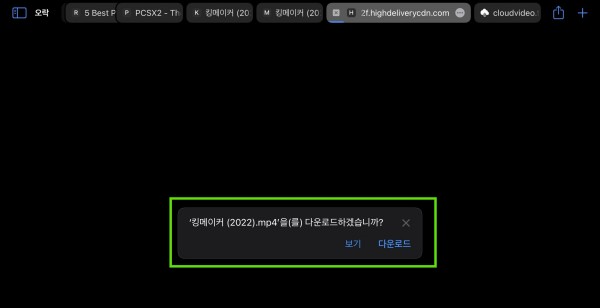 오락
R 5 Best P
P PCSX2 - Th
K 킹메이커 (20
M 킹메이커 (20
H 2f.highdeliverycdn.com
cloudvideo.
'킹메이커 (2022).mp4'을(를) 다운로드하겠습니까?
보기 다운로드